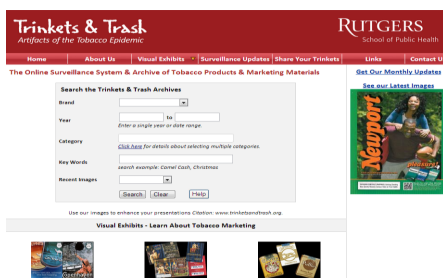 Trinkets & Trash
Artifacts of the Tobacco Epidemic
RUTGERS
School of Public Health
Home
About Us
Visual Exhibits
Surveillance Updates
Share Your Trinkets
Links
Contact U
The Online Surveillance System & Archive of Tobacco Products & Marketing Materials
Get Our Monthly Updates
See our Latest Images
Search the Trinkets & Trash Archives
Brand
Year
to
Enter a single year or date range.
Category
Click here for details about selecting multiple categories.
Key Words
search example: Camel Cash, Christmas
Recent Images
Search
Clear
Help
Newport
pleasure!
Use our images to enhance your presentations Citation: www.trinketsandtrash.org.
Visual Exhibits - Learn About Tobacco Marketing
Copenhagen